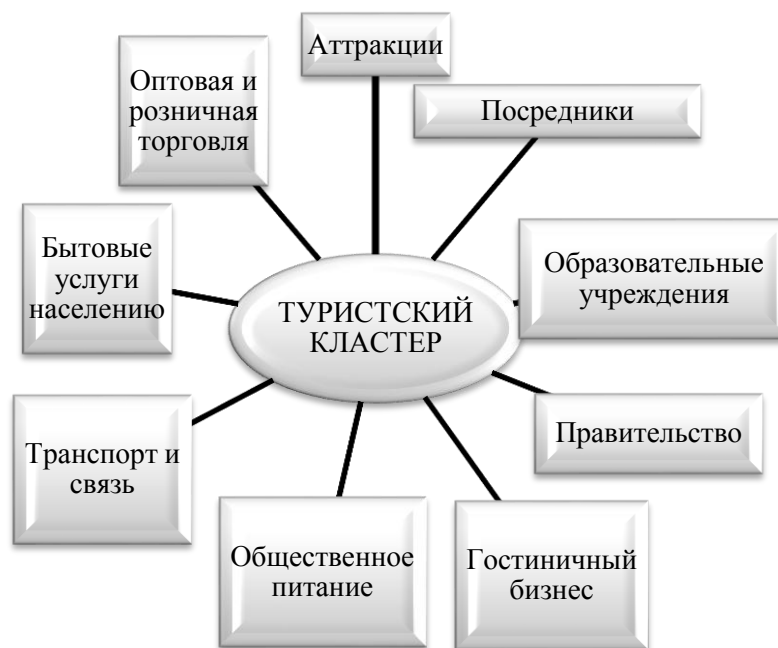 Аттракции
Оптовая и
розничная
торговля
Посредники
Бытовые
услуги
населению
ТУРИСТСКИЙ
КЛАСТЕР
Образовательные
учреждения
Правительство
Транспорт и
связь
Общественное
питание
Гостиничный
бизнес